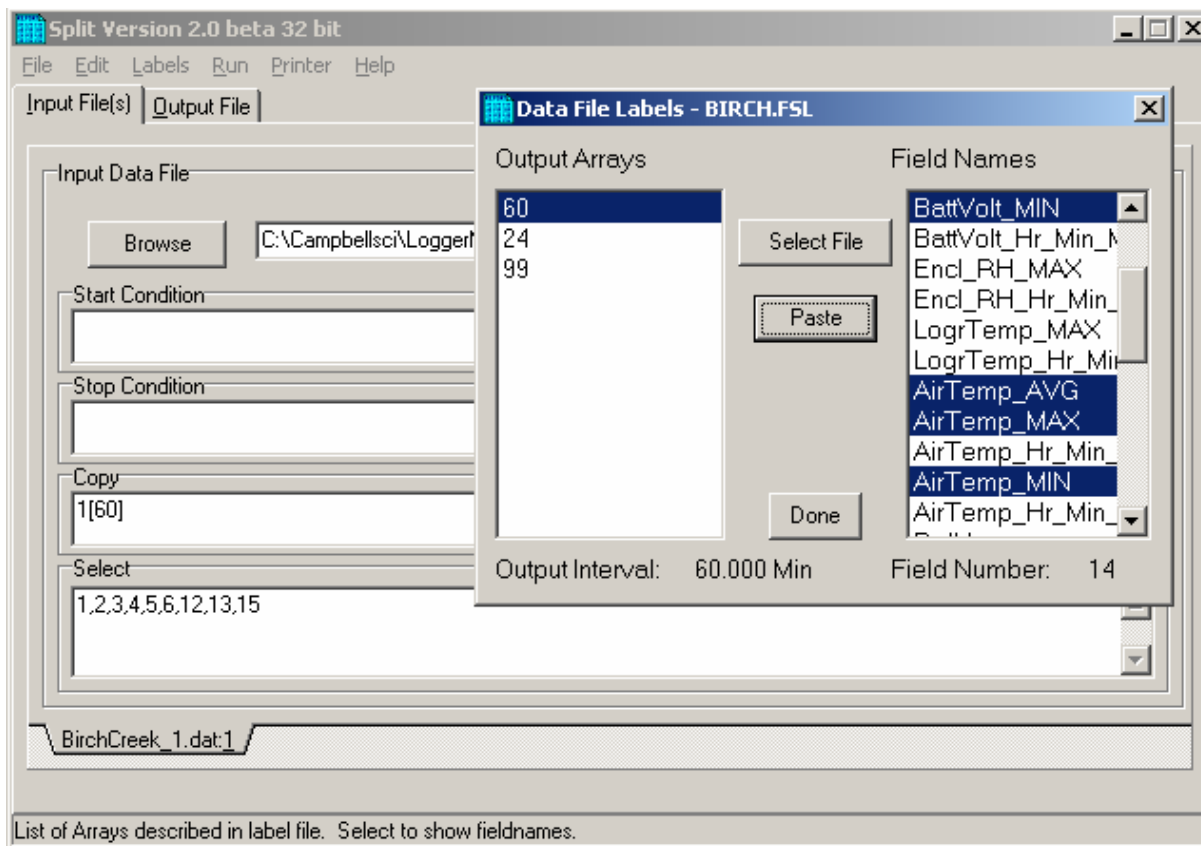 Split Version 2.0 beta 32 bit
File Edit Labels Run Printer Help
Input File(s) Output File
Input Data File
Browse
C:\Campbellsci\Logger
Start Condition
Stop Condition
Copy
1[60]
Select
1,2,3,4,5,6,12,13,15
BirchCreek_1.dat:1
List of Arrays described in label file. Select to show fieldnames.
Data File Labels - BIRCH.FSL
Output Arrays
60
24
99
Select File
Paste
Done
Field Names
BattVolt_MIN
BattVolt_Hr_Min_M
Encl_RH_MAX
Encl_RH_Hr_Min_
LogrTemp_MAX
LogrTemp_Hr_Min
AirTemp_AVG
AirTemp_MAX
AirTemp_Hr_Min_
AirTemp_MIN
AirTemp_Hr_Min_
Output Interval: 60.000 Min
Field Number: 14